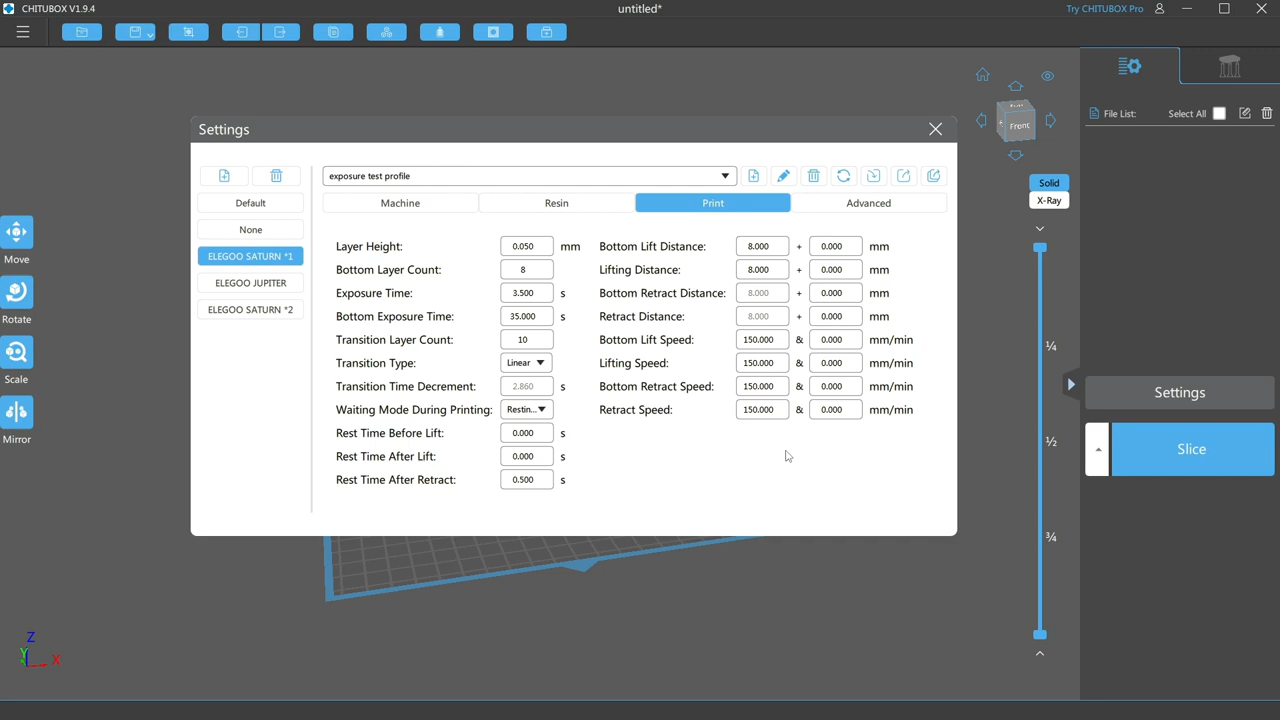 CHITUBOX V1.9.4
untitled*
Try CHITUBOX Pro
File List:
Select All
Front
Solid
X-Ray
Move
Rotate
Scale
Mirror
Settings
exposure test profile
Default
None
ELEGOO SATURN *1
ELEGOO JUPITER
ELEGOO SATURN *2
Machine
Resin
Print
Advanced
Layer Height: 0.050 mm
Bottom Layer Count: 8
Exposure Time: 3.500 s
Bottom Exposure Time: 35.000 s
Transition Layer Count: 10
Transition Type: Linear
Transition Time Decrement: 2.860 s
Waiting Mode During Printing: Restin...
Rest Time Before Lift: 0.000 s
Rest Time After Lift: 0.000 s
Rest Time After Retract: 0.500 s
Bottom Lift Distance: 8.000 + 0.000 mm
Lifting Distance: 8.000 + 0.000 mm
Bottom Retract Distance: 8.000 + 0.000 mm
Retract Distance: 8.000 + 0.000 mm
Bottom Lift Speed: 150.000 & 0.000 mm/min
Lifting Speed: 150.000 & 0.000 mm/min
Bottom Retract Speed: 150.000 & 0.000 mm/min
Retract Speed: 150.000 & 0.000 mm/min
¼
½
¾
Settings
Slice
Z
Y
X